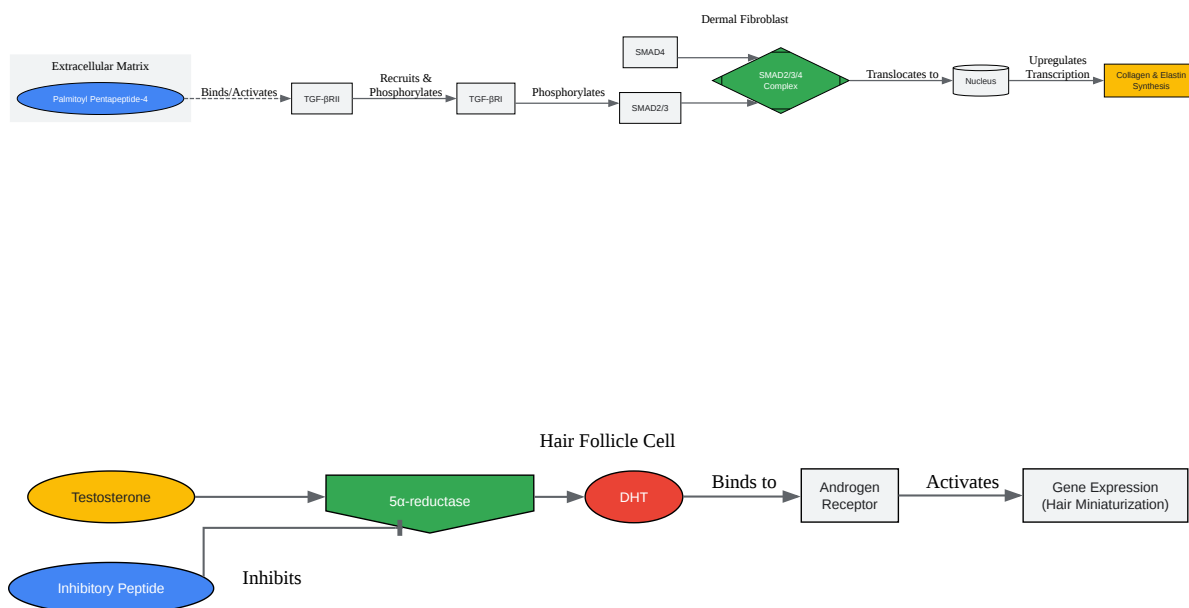 Dermal Fibroblast
Extracellular Matrix
Palmitoyl Pentapeptide-4
Binds/Activates
TGF-βRII
Recruits &
Phosphorylates
TGF-βRI
Phosphorylates
SMAD4
SMAD2/3
SMAD2/3/4
Complex
Translocates to
Nucleus
Upregulates
Transcription
Collagen & Elastin
Synthesis
Hair Follicle Cell
Testosterone
5α-reductase
DHT
Binds to
Androgen
Receptor
Activates
Gene Expression
(Hair Miniaturization)
Inhibitory Peptide
Inhibits